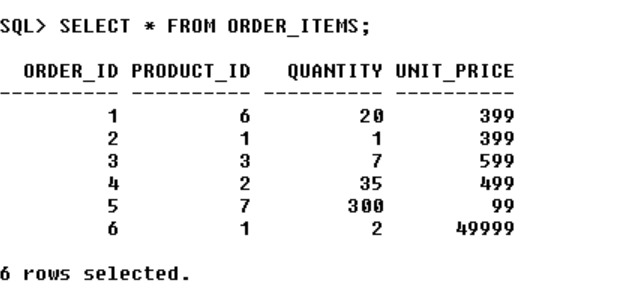 SQL> SELECT * FROM ORDER_ITEMS;
ORDER_ID PRODUCT_ID QUANTITY UNIT_PRICE
---------- ---------- ---------- ----------
1 6 20 399
2 1 1 399
3 3 7 599
4 2 35 499
5 7 300 99
6 1 2 49999
6 rows selected.